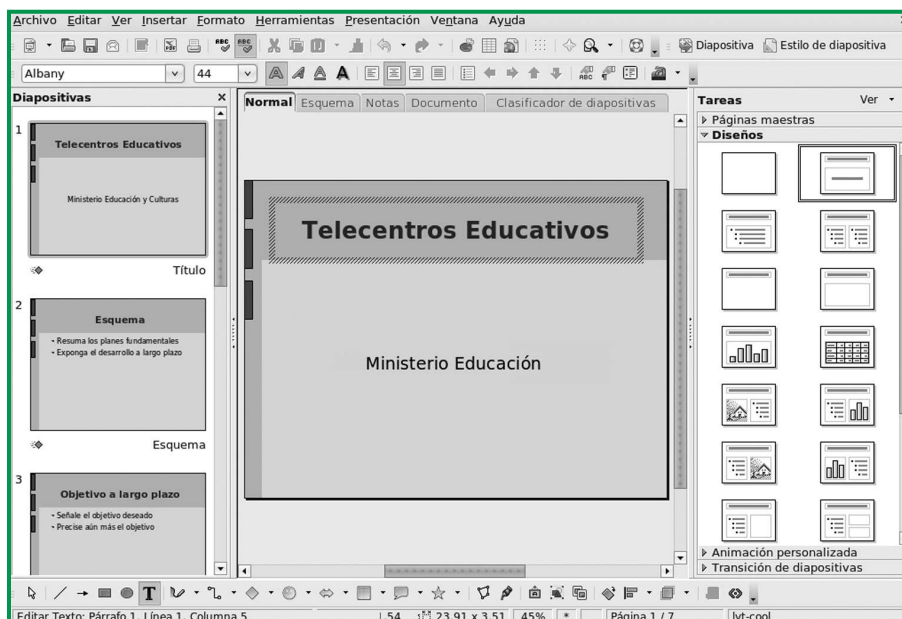 Archivo Editar Ver Insertar Formato Herramientas Presentación Ventana Ayuda
Diapositiva Estilo de diapositiva
Albany 44
Diapositivas
1
Telecentros Educativos
Ministerio Educación y Culturas
Título
2
Esquema
• Resuma los planes fundamentales
• Exponga el desarrollo a largo plazo
Esquema
3
Objetivo a largo plazo
• Señale el objetivo deseado
• Precise aún más el objetivo
Normal Esquema Notas Documento Clasificador de diapositivas
Telecentros Educativos
Ministerio Educación
Tareas Ver
Páginas maestras
Diseños
Animación personalizada
Transición de diapositivas
Editar Texto: Párrafo 1, Línea 1, Columna 5 23,91 x 3,51 45% * Página 1 / 7 lyt-cool